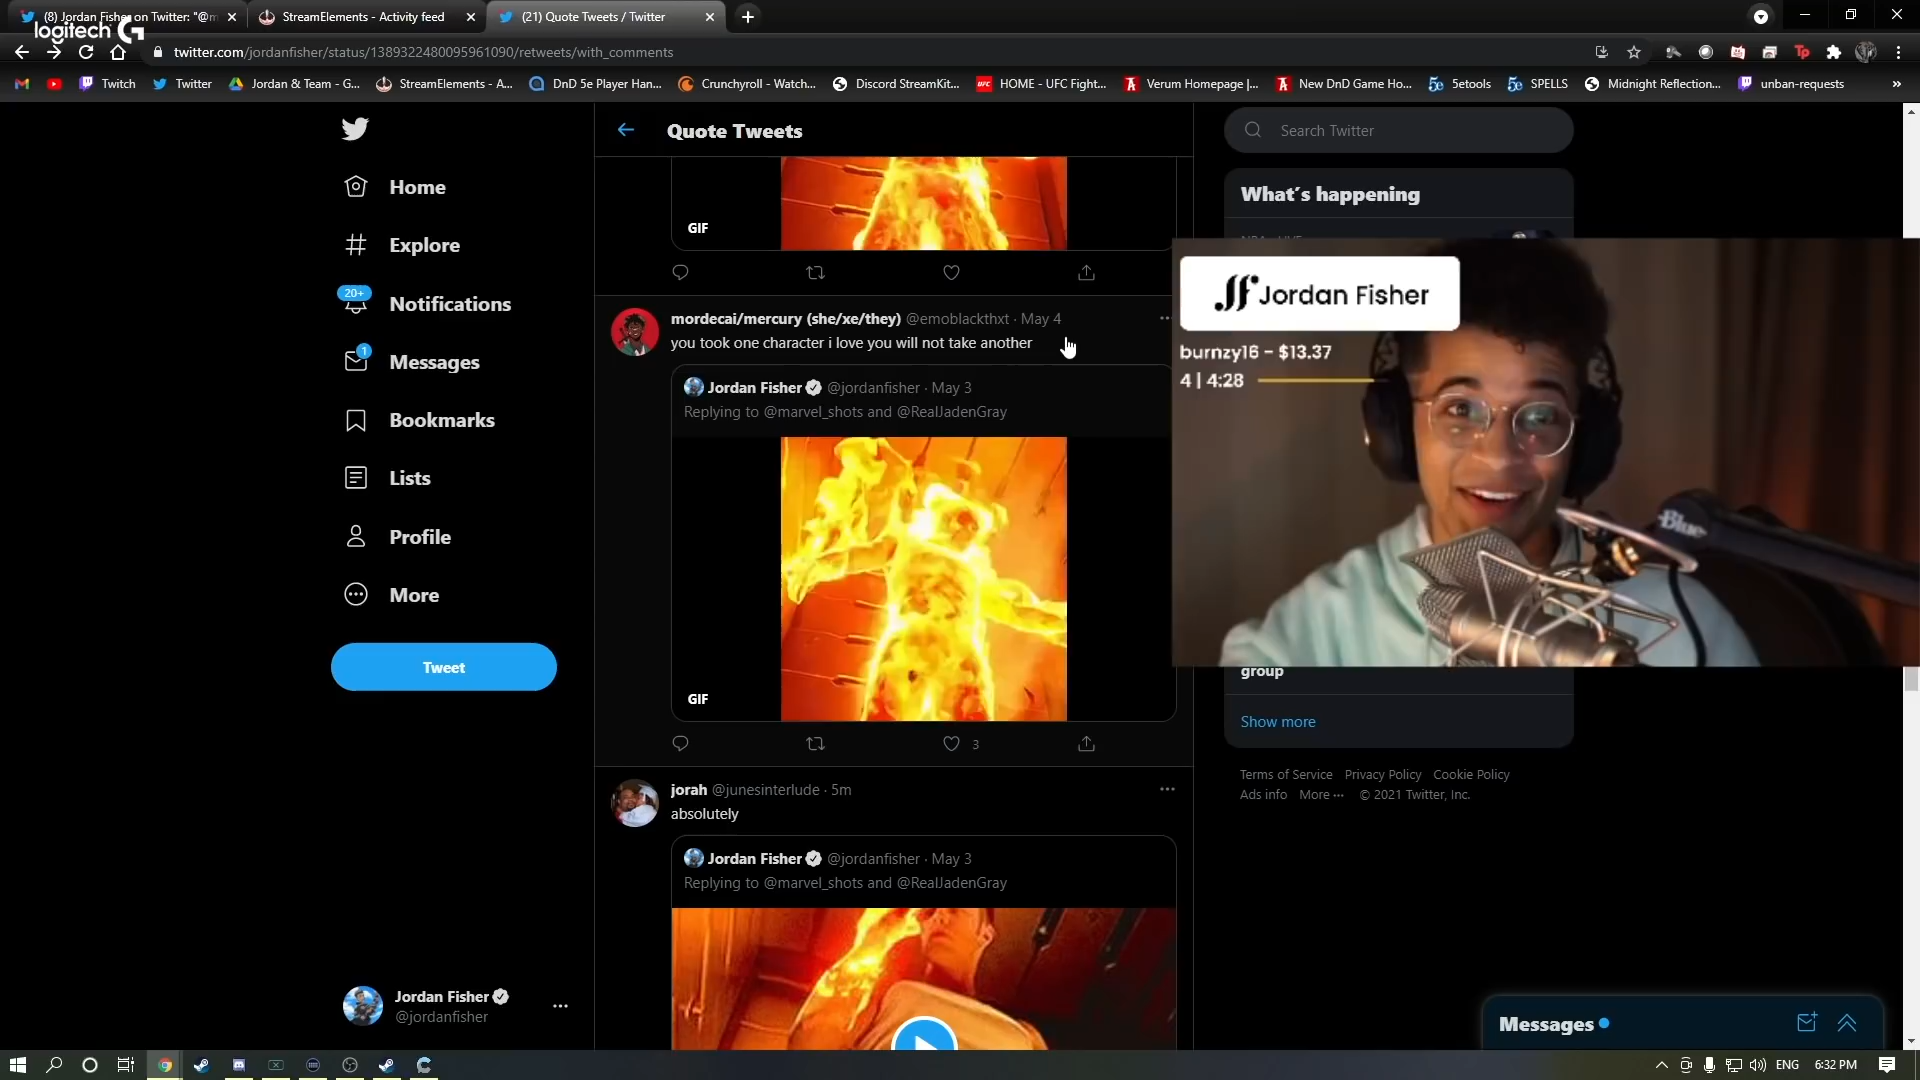 (8) Jordan Fisher on Twitter: "@m
StreamElements - Activity feed
(21) Quote Tweets / Twitter
logitech G
twitter.com/jordanfisher/status/1389322480095961090/retweets/with_comments
Twitch
Twitter
Jordan & Team - G...
StreamElements - A...
DnD 5e Player Han...
Crunchyroll - Watch...
Discord StreamKit...
HOME - UFC Fight...
Verum Homepage |...
New DnD Game Ho...
5etools
SPELLS
Midnight Reflection...
unban-requests
»
Home
Explore
20+
Notifications
1
Messages
Bookmarks
Lists
Profile
More
Tweet
Jordan Fisher
@jordanfisher
Quote Tweets
GIF
mordecai/mercury (she/xe/they) @emoblackthxt · May 4
you took one character i love you will not take another
Jordan Fisher @jordanfisher · May 3
Replying to @marvel_shots and @RealJadenGray
GIF
3
jorah @junesinterlude · 5m
absolutely
Jordan Fisher @jordanfisher · May 3
Replying to @marvel_shots and @RealJadenGray
Search Twitter
What's happening
Jf Jordan Fisher
burnzy16 - $13.37
4 | 4:28
Blue
group
Show more
Terms of Service Privacy Policy Cookie Policy
Ads info More ··· © 2021 Twitter, Inc.
Messages
ENG
6:32 PM